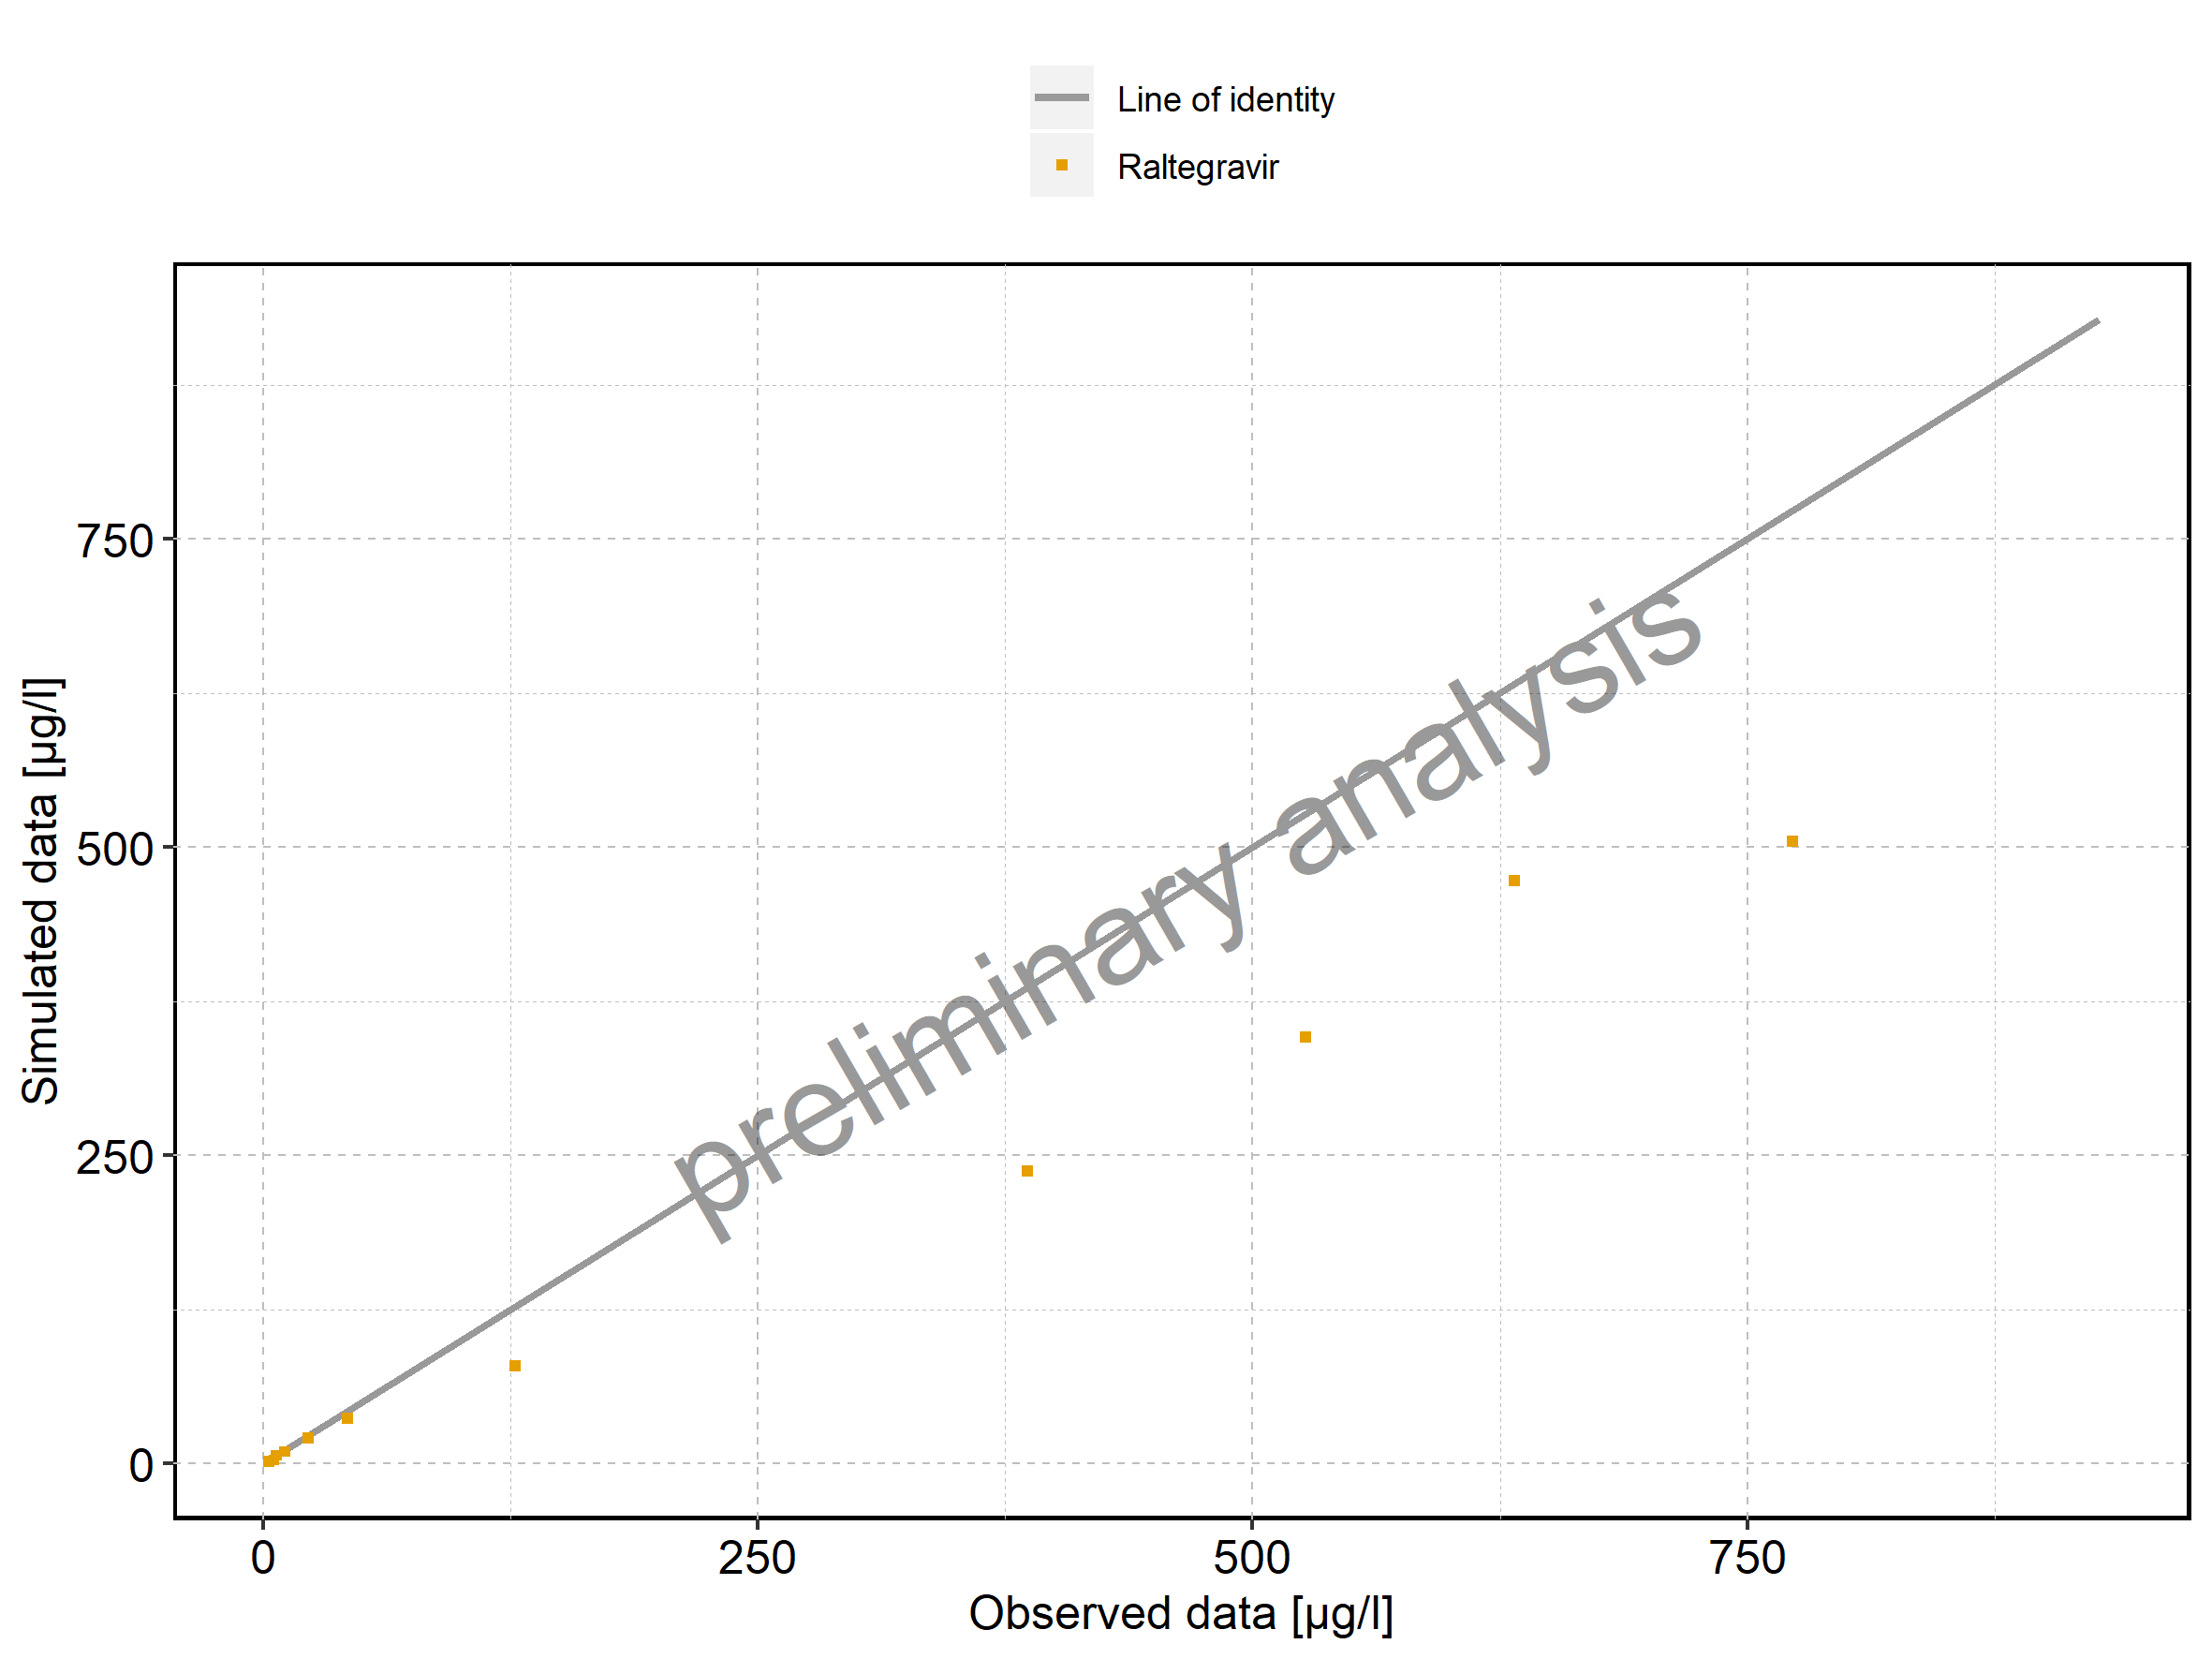 Line of identity
Raltegravir
750
500
250
0
Simulated data [µg/l]
preliminary analysis
0 250 500 750
Observed data [µg/l]